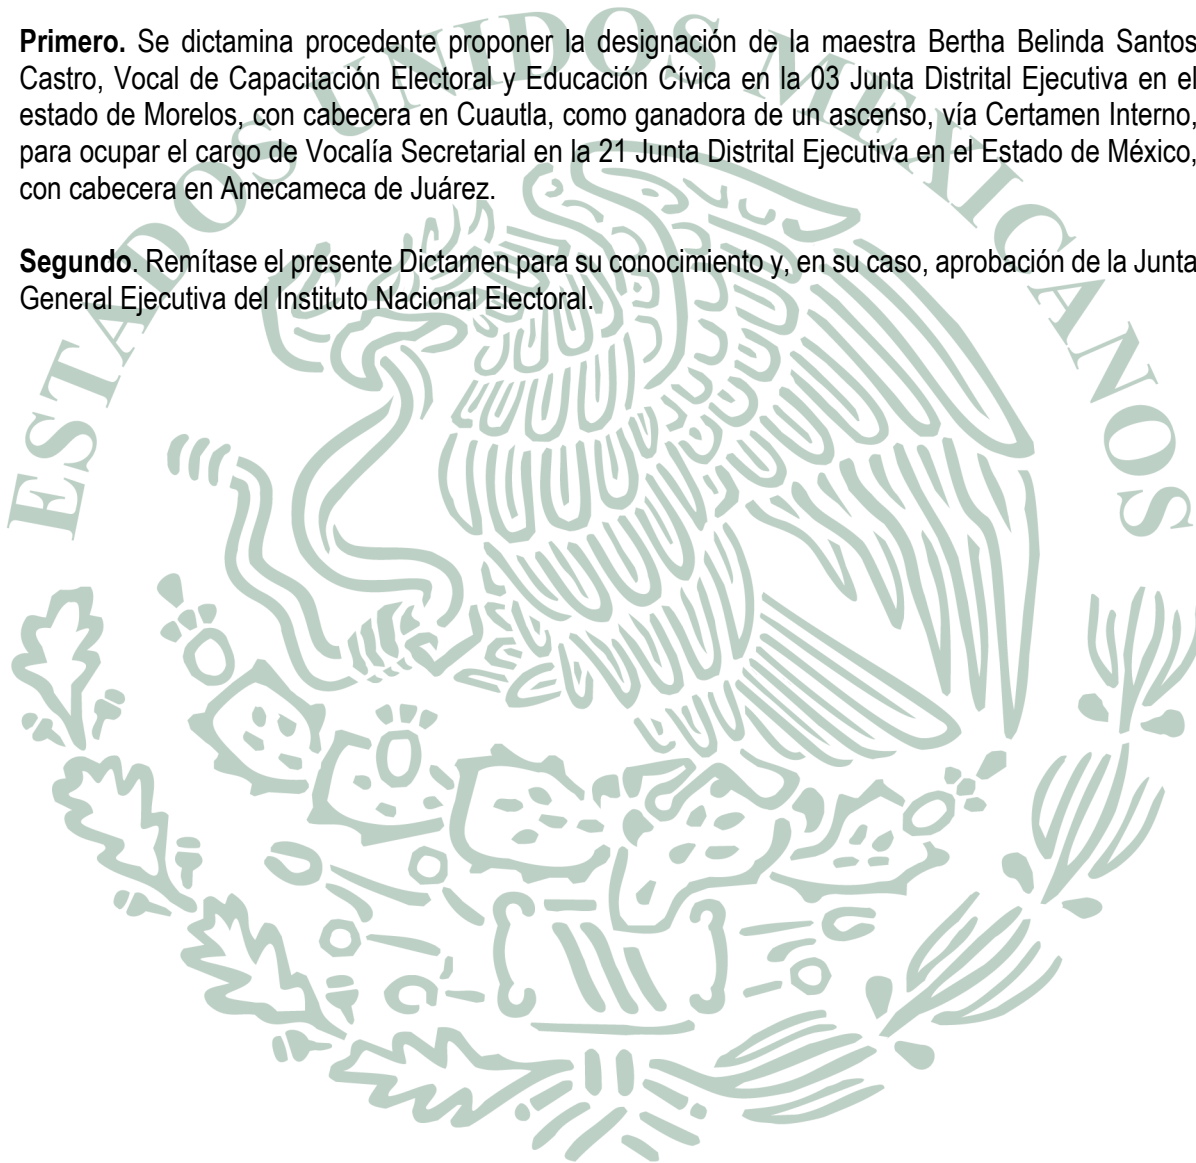 Primero. Se dictamina procedente proponer la designación de la maestra Bertha Belinda Santos
Castro, Vocal de Capacitación Electoral y Educación Cívica en la 03 Junta Distrital Ejecutiva en el
estado de Morelos, con cabecera en Cuautla, como ganadora de un ascenso, vía Certamen Interno,
para ocupar el cargo de Vocalía Secretarial en la 21 Junta Distrital Ejecutiva en el Estado de México,
con cabecera en Amecameca de Juárez.
Segundo. Remítase el presente Dictamen para su conocimiento y, en su caso, aprobación de la Junta
General Ejecutiva del Instituto Nacional Electoral.
ESTADOS UNIDOS MEXICANOS